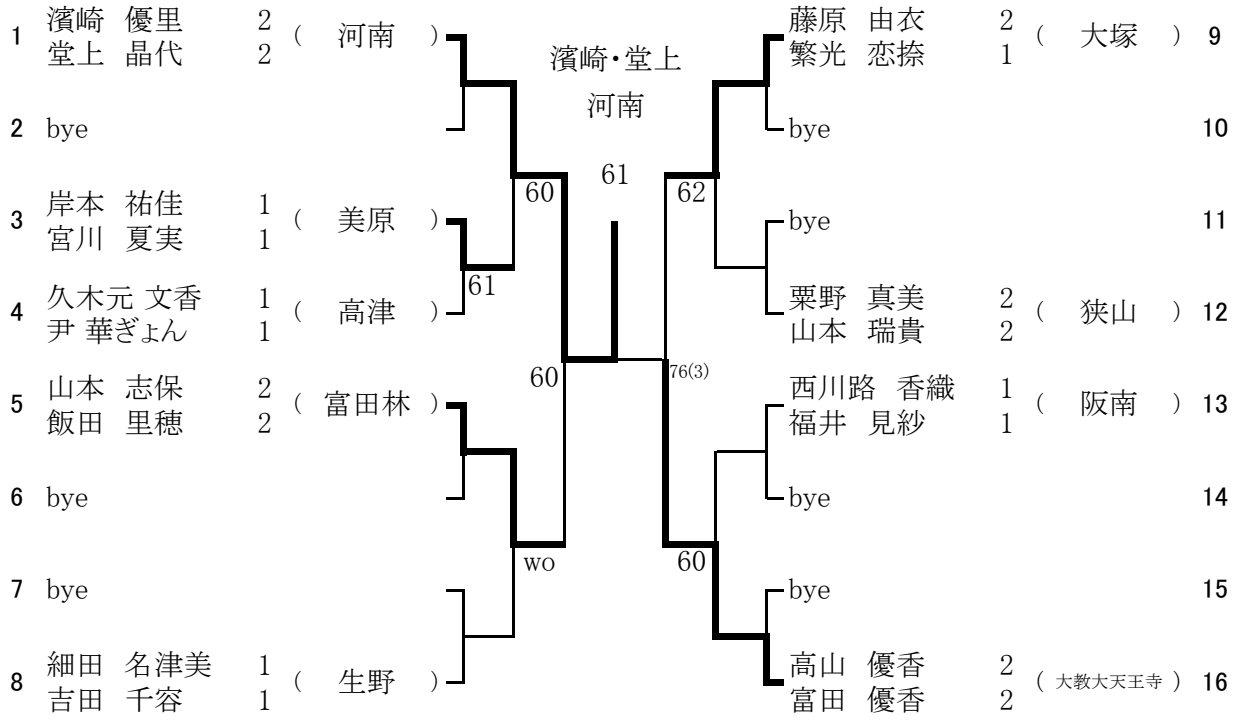 1 濱崎 優里 2 ( 河南 )
堂上 晶代 2
2 bye
3 岸本 祐佳 1 ( 美原 )
宮川 夏実 1
4 久木元 文香 1 ( 高津 )
尹 華ぎょん 1
5 山本 志保 2 ( 富田林 )
飯田 里穂 2
6 bye
7 bye
8 細田 名津美 1 ( 生野 )
吉田 千容 1
濱崎・堂上
河南
61
60
61
60
wo
62
76(3)
60
藤原 由衣 2 ( 大塚 ) 9
繁光 恋捺 1
bye 10
bye 11
粟野 真美 2 ( 狭山 ) 12
山本 瑞貴 2
西川路 香織 1 ( 阪南 ) 13
福井 見紗 1
bye 14
bye 15
高山 優香 2 ( 大教大天王寺 ) 16
富田 優香 2